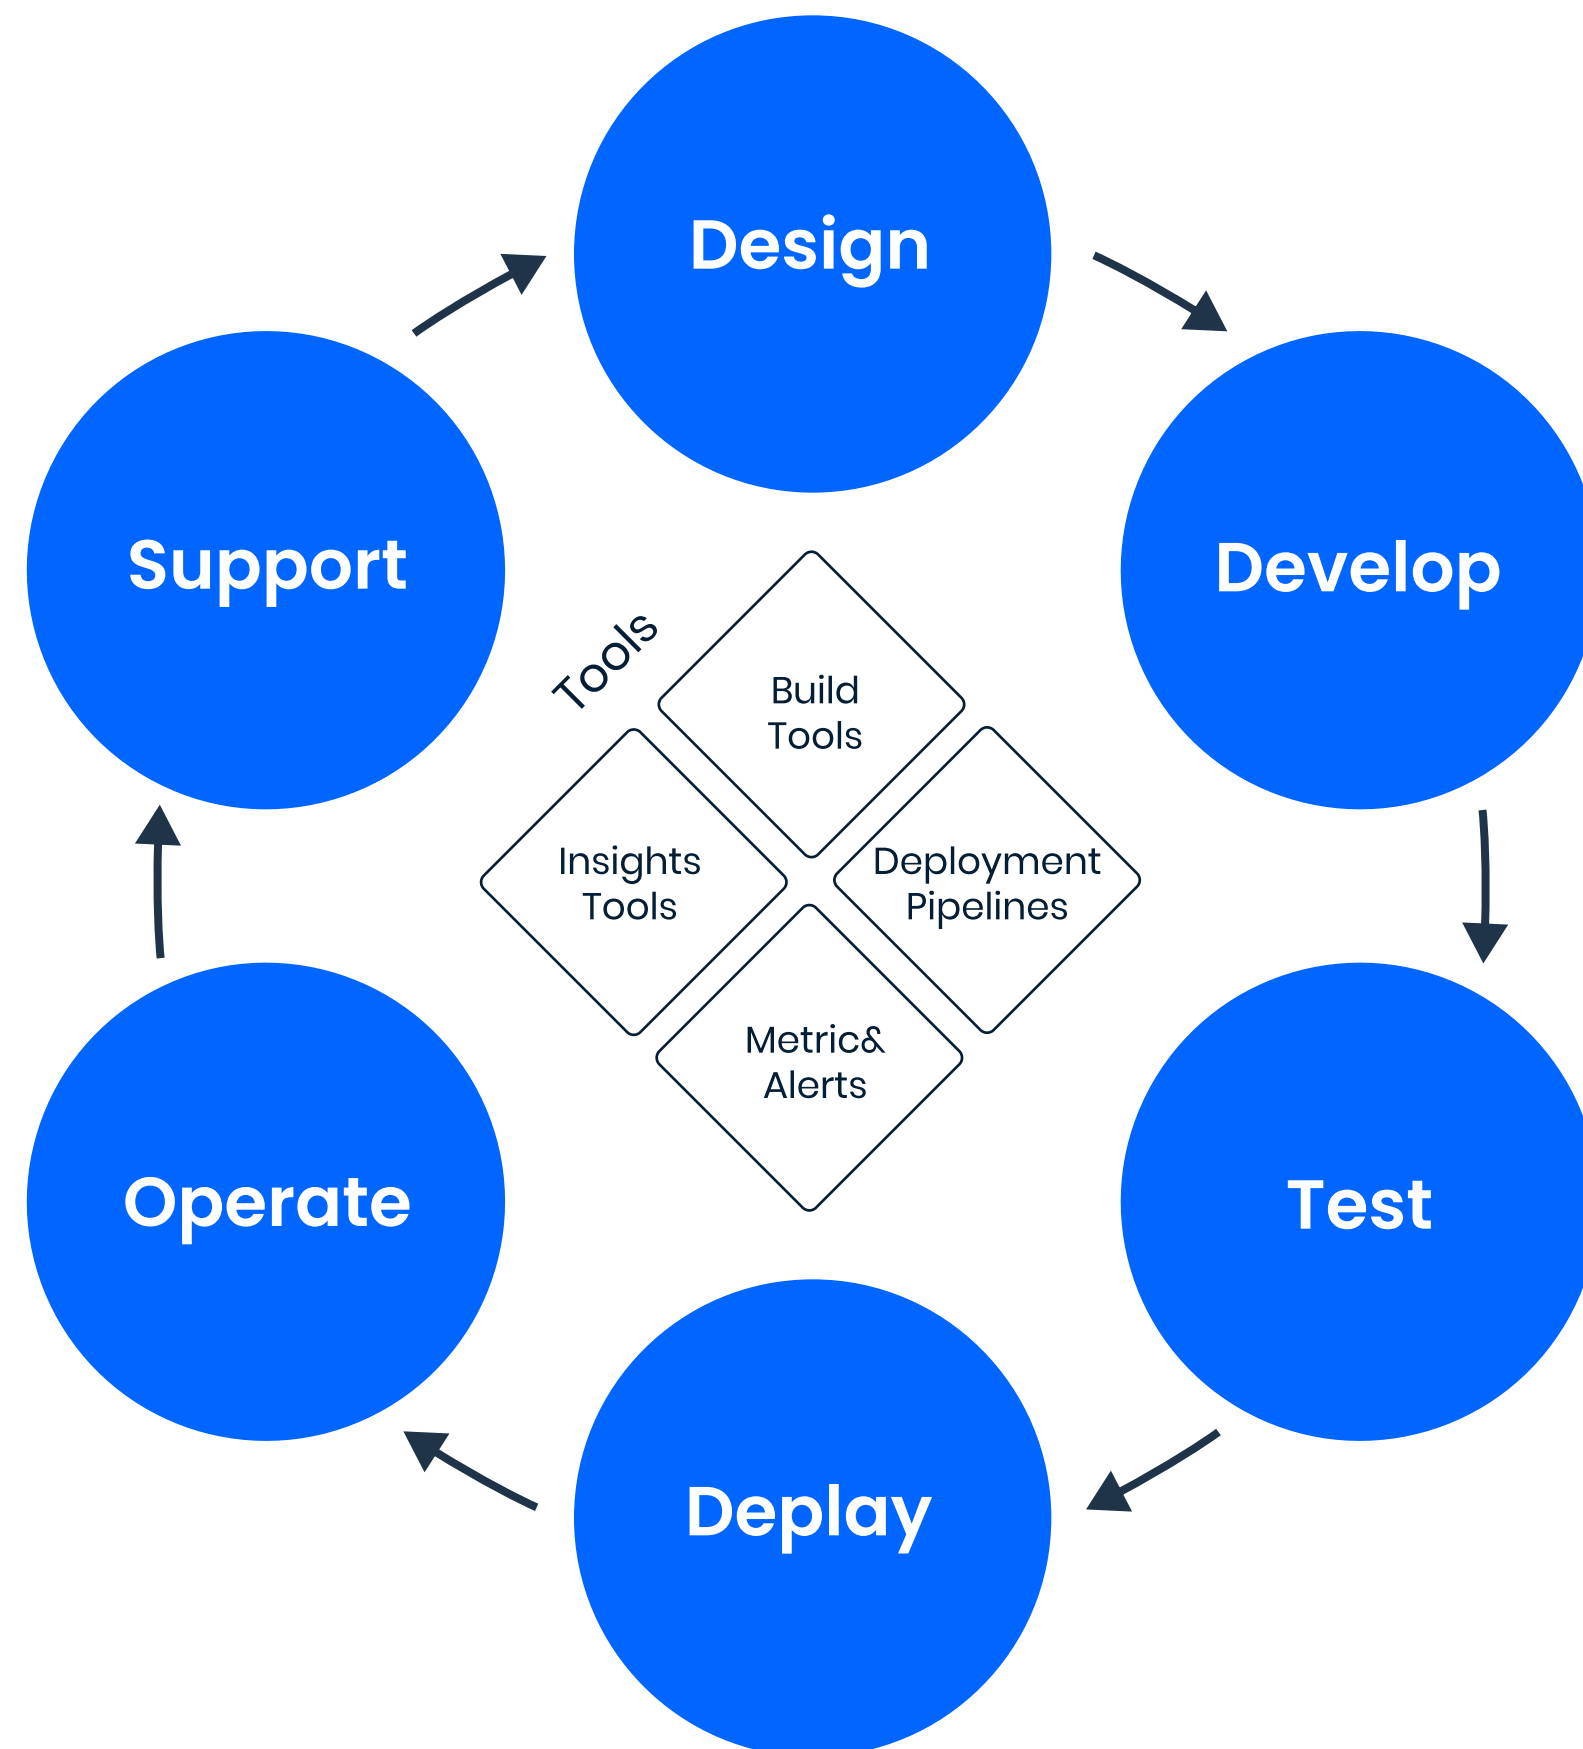 Design
Support
Develop
Tools
Build
Tools
Insights
Tools
Deployment
Pipelines
Metric&
Alerts
Operate
Test
Deplay